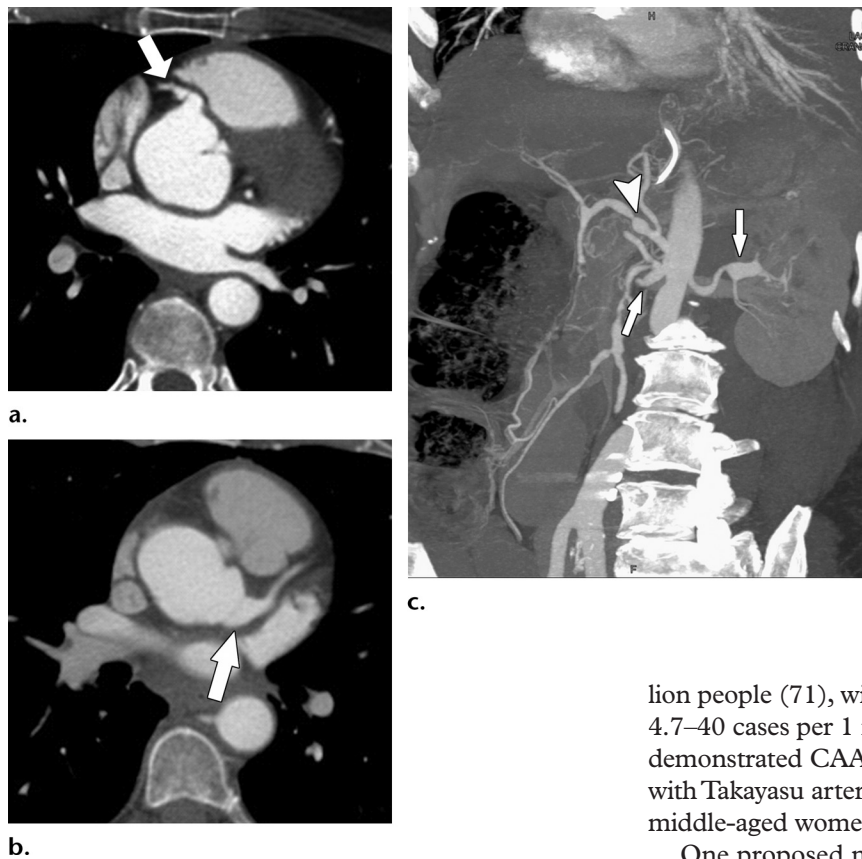 H
F
a.
b.
c.
lion people (71), wi
4.7–40 cases per 1
demonstrated CAA
with Takayasu arter
middle-aged wome
One proposed